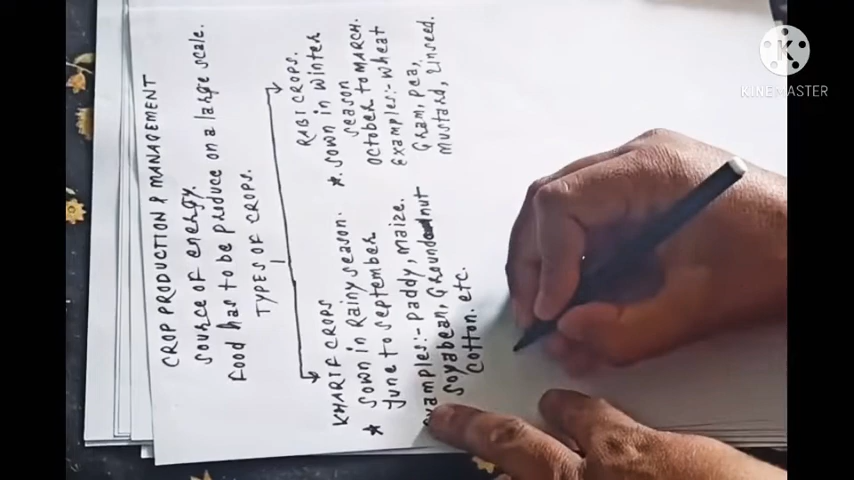 CROP PRODUCTION & MANAGEMENT
source of energy.
Food has to be produce on a large scale.
TYPES OF CROPS.
KHARIF CROPS
★ Sown in Rainy season.
June to september
examples:- paddy, maize.
soyabean, Groundnut
cotton. etc.
RABI CROPS.
★. sown in winter
season
October to MARCH.
examples:- wheat
Gram, pea,
mustard, linseed.
KINEMASTER